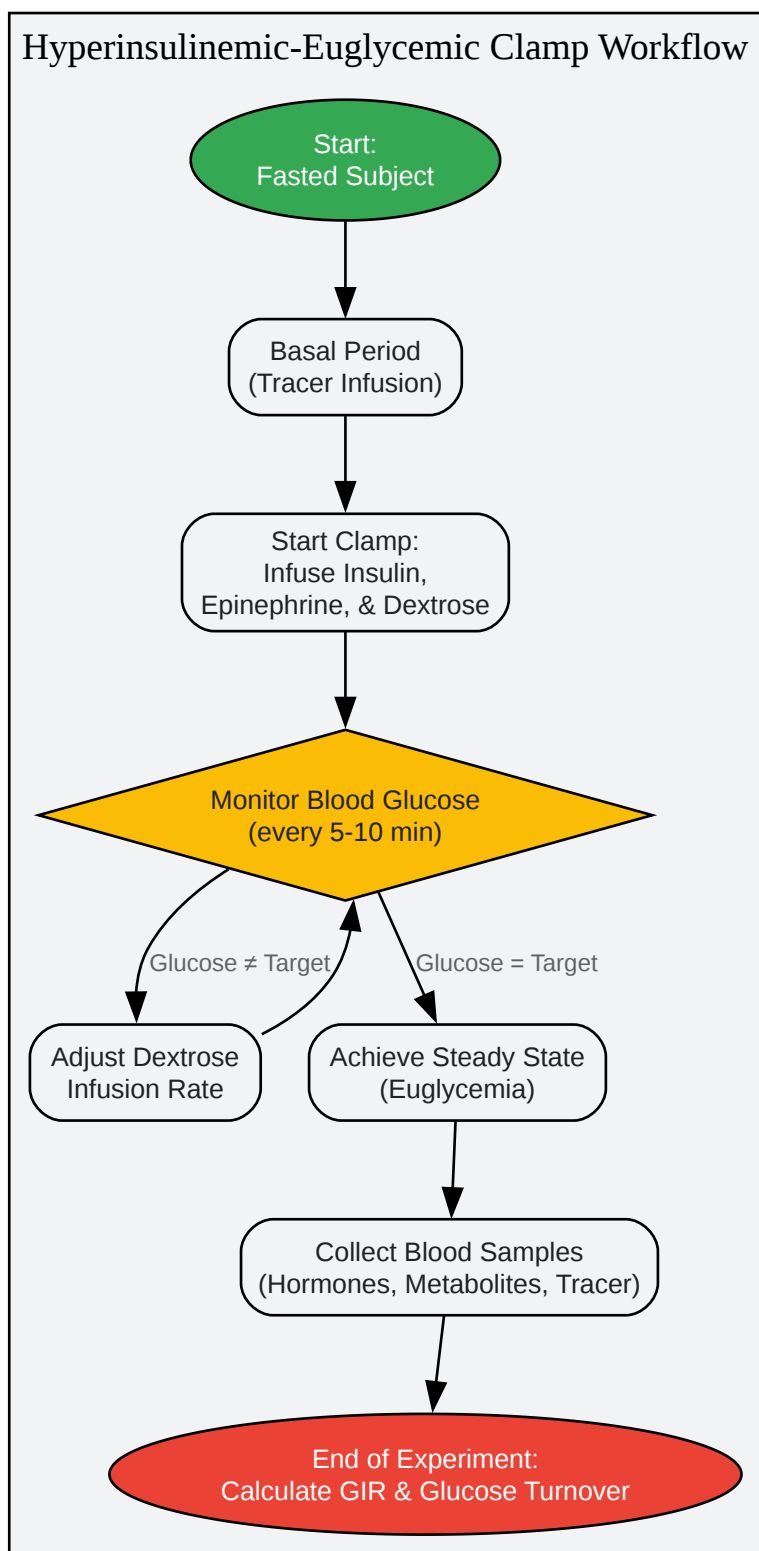 Hyperinsulinemic-Euglycemic Clamp Workflow
Start:
Fasted Subject
Basal Period
(Tracer Infusion)
Start Clamp:
Infuse Insulin,
Epinephrine, & Dextrose
Monitor Blood Glucose
(every 5-10 min)
Glucose ≠ Target
Glucose = Target
Adjust Dextrose
Infusion Rate
Achieve Steady State
(Euglycemia)
Collect Blood Samples
(Hormones, Metabolites, Tracer)
End of Experiment:
Calculate GIR & Glucose Turnover